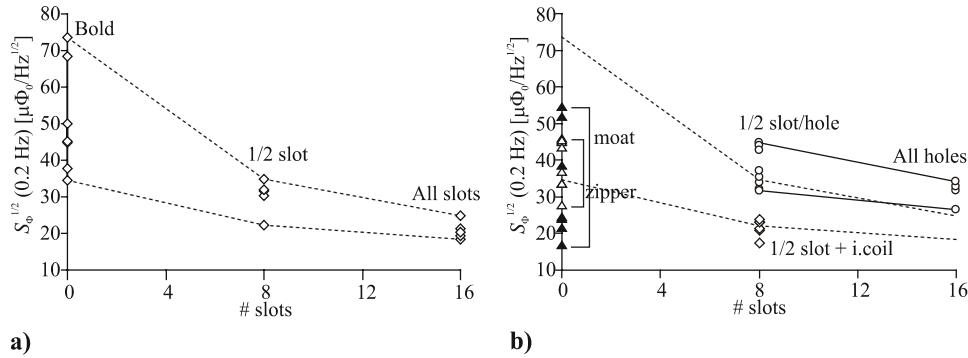 80
70
60
50
40
30
20
10
S_Φ^1/2 (0.2 Hz) [μΦ₀/Hz^1/2]
Bold
1/2 slot
All slots
0 4 8 12 16
# slots
a)
80
70
60
50
40
30
20
10
S_Φ^1/2 (0.2 Hz) [μΦ₀/Hz^1/2]
moat
zipper
1/2 slot/hole
All holes
1/2 slot + i.coil
0 4 8 12 16
# slots
b)